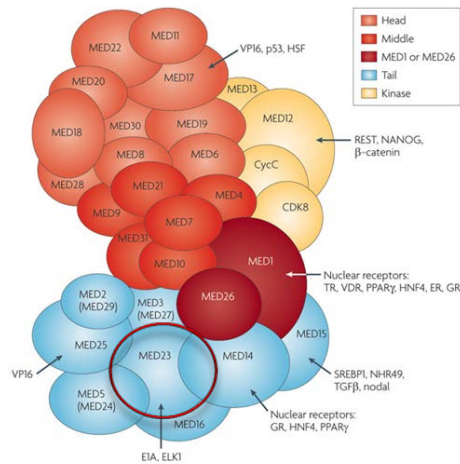 MED11
MED22
MED17
VP16, p53, HSF
Head
Middle
MED1 or MED26
Tail
Kinase
MED20
MED13
MED18
MED30
MED19
MED12
REST, NANOG,
β-catenin
MED8
MED6
CycC
MED28
MED21
MED4
CDK8
MED9
MED7
MED31
MED10
MED1
Nuclear receptors:
TR, VDR, PPARγ, HNF4, ER, GR
MED26
MED2
(MED29)
MED3
(MED27)
MED15
MED25
MED23
MED14
VP16
SREBP1, NHR49,
TGFβ, nodal
MED5
(MED24)
MED16
Nuclear receptors:
GR, HNF4, PPARγ
E1A, ELK1